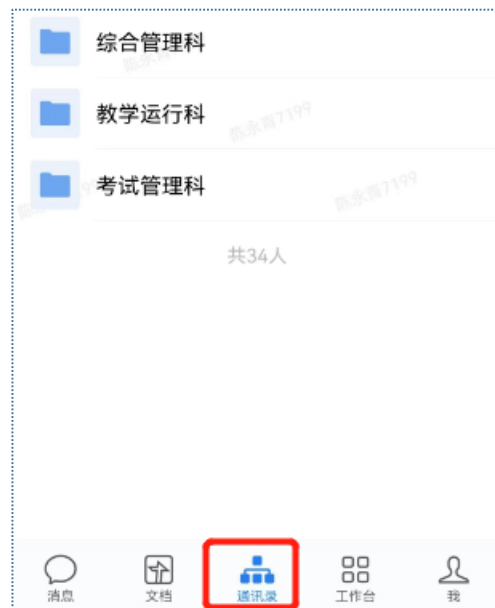 综合管理科
教学运行科
考试管理科
共34人
消息
文档
通讯录
工作台
我